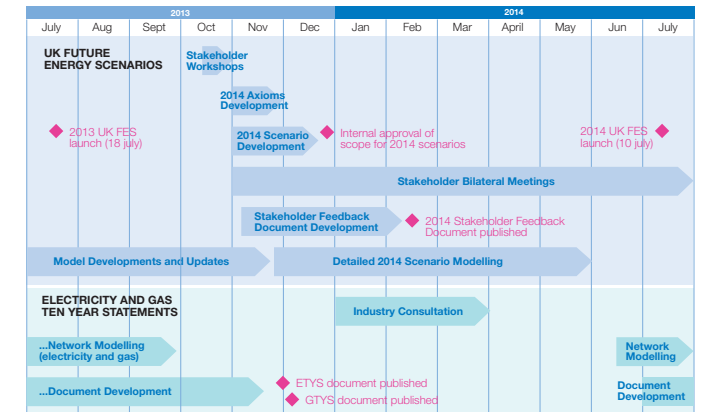 2013
2014
July Aug Sept Oct Nov Dec Jan Feb Mar April May Jun July
UK FUTURE
ENERGY SCENARIOS
Stakeholder
Workshops
2014 Axioms
Development
2013 UK FES
launch (18 july)
2014 Scenario
Development
Internal approval of
scope for 2014 scenarios
2014 UK FES
launch (10 july)
Stakeholder Bilateral Meetings
Stakeholder Feedback
Document Development
2014 Stakeholder Feedback
Document published
Model Developments and Updates
Detailed 2014 Scenario Modelling
ELECTRICITY AND GAS
TEN YEAR STATEMENTS
Industry Consultation
...Network Modelling
(electricity and gas)
Network
Modelling
...Document Development
ETYS document published
GTYS document published
Document
Development